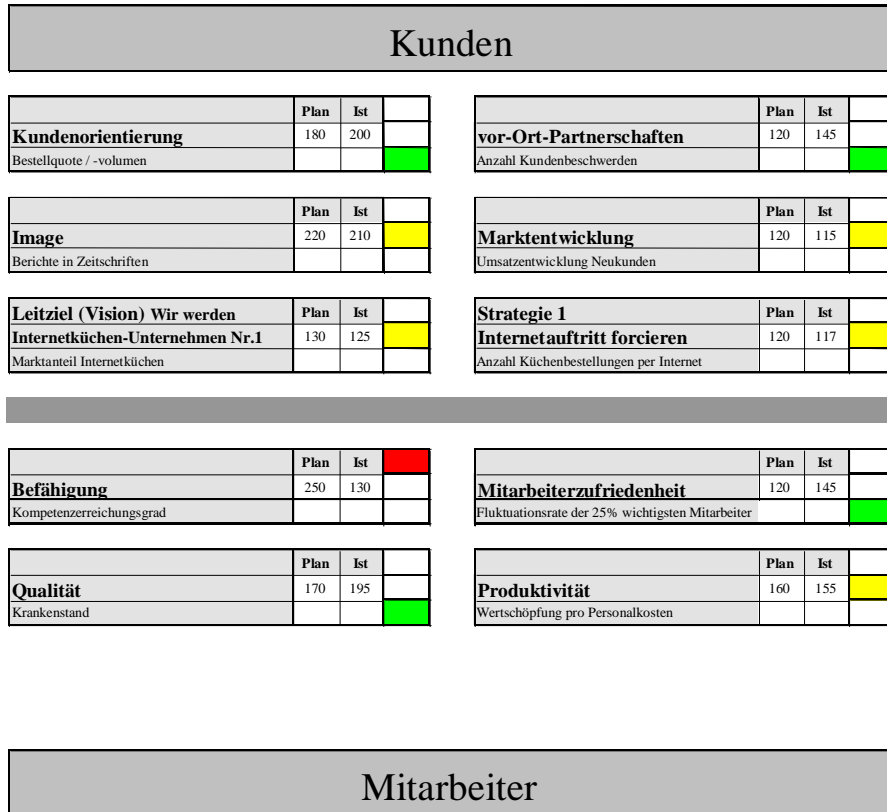 Kunden
Plan Ist
Kundenorientierung 180 200
Bestellquote / -volumen
Plan Ist
vor-Ort-Partnerschaften 120 145
Anzahl Kundenbeschwerden
Plan Ist
Image 220 210
Berichte in Zeitschriften
Plan Ist
Marktentwicklung 120 115
Umsatzentwicklung Neukunden
Leitziel (Vision) Wir werden Plan Ist
Internetküchen-Unternehmen Nr.1 130 125
Marktanteil Internetküchen
Strategie 1 Plan Ist
Internetauftritt forcieren 120 117
Anzahl Küchenbestellungen per Internet
Plan Ist
Befähigung 250 130
Kompetenzerreichungsgrad
Plan Ist
Mitarbeiterzufriedenheit 120 145
Fluktuationsrate der 25% wichtigsten Mitarbeiter
Plan Ist
Qualität 170 195
Krankenstand
Plan Ist
Produktivität 160 155
Wertschöpfung pro Personalkosten
Mitarbeiter